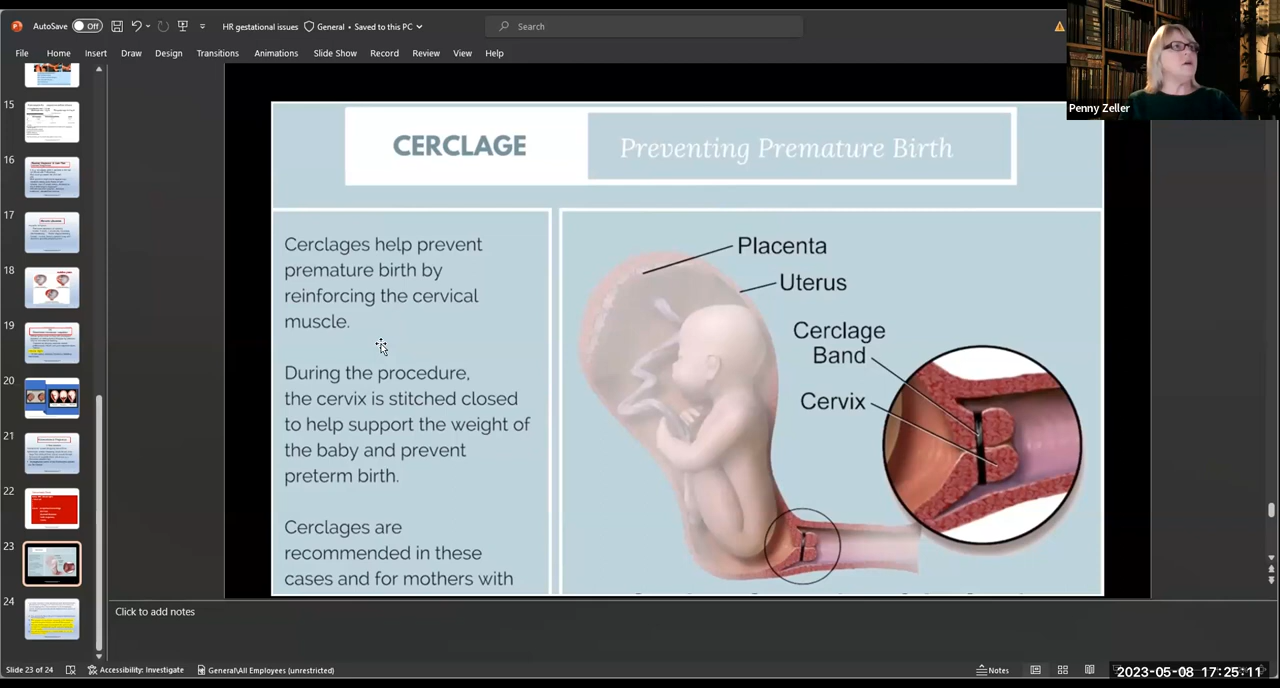 AutoSave Off HR gestational issues General • Saved to this PC Search
File Home Insert Draw Design Transitions Animations Slide Show Record Review View Help
Penny Zeller
15
16
17
18
19
20
21
22
23
24
CERCLAGE
Preventing Premature Birth
Cerclages help prevent
premature birth by
reinforcing the cervical
muscle.
During the procedure,
the cervix is stitched closed
to help support the weight of
the baby and prevent
preterm birth.
Cerclages are
recommended in these
cases and for mothers with
Placenta
Uterus
Cerclage
Band
Cervix
Click to add notes
Slide 23 of 24 Accessibility: Investigate General\All Employees (unrestricted) Notes
2023-05-08 17:25:11